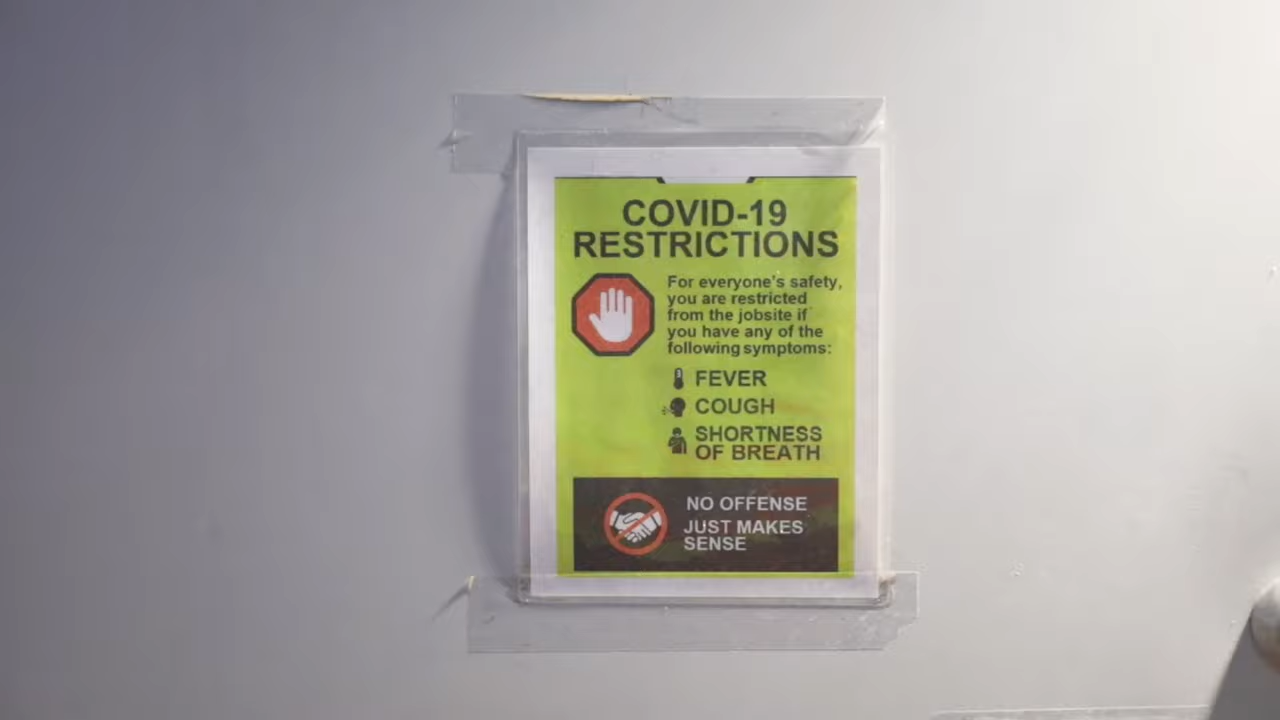 COVID-19
RESTRICTIONS
For everyone's safety,
you are restricted
from the jobsite if
you have any of the
following symptoms:
FEVER
COUGH
SHORTNESS
OF BREATH
NO OFFENSE
JUST MAKES
SENSE